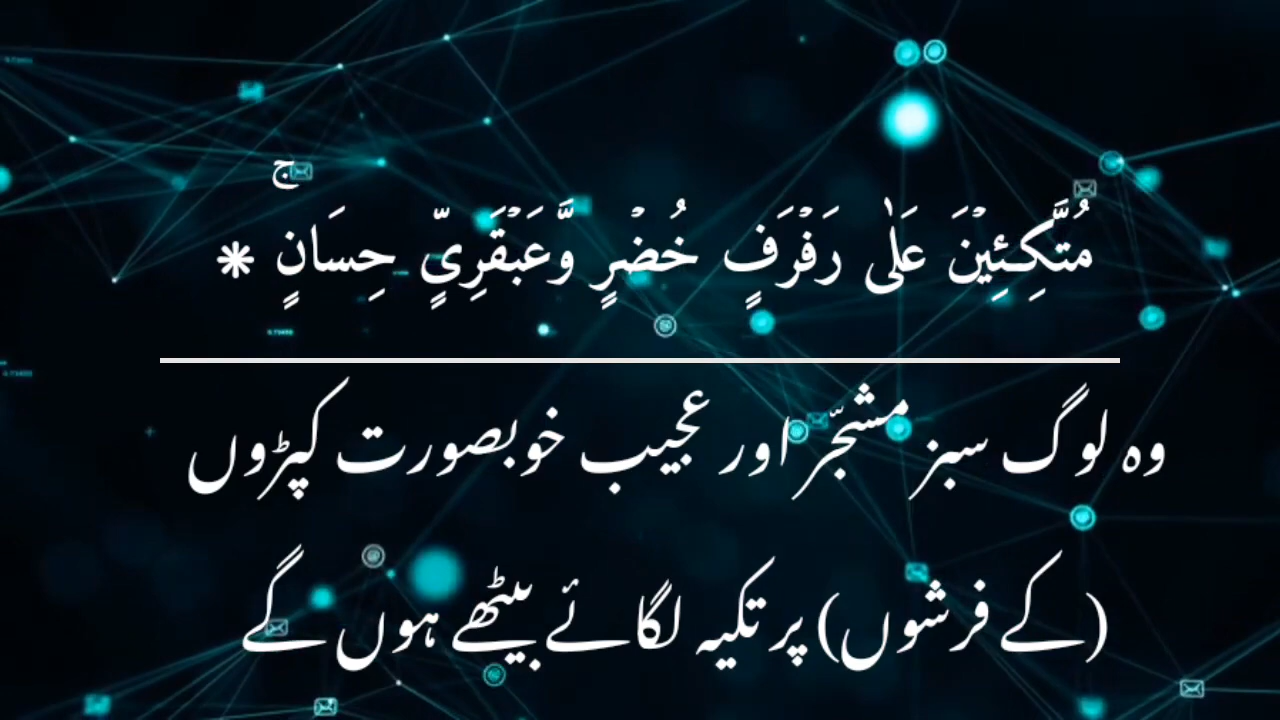 مُتَّكِـِٕیْنَ عَلٰی رَفْرَفٍ خُضْرٍ وَّعَبْقَرِیٍّ حِسَانٍ ۚ *
وہ لوگ سبز مشجّر اور عجیب خوبصورت کپڑوں
(کے فرشوں) پر تکیہ لگائے بیٹھے ہوں گے